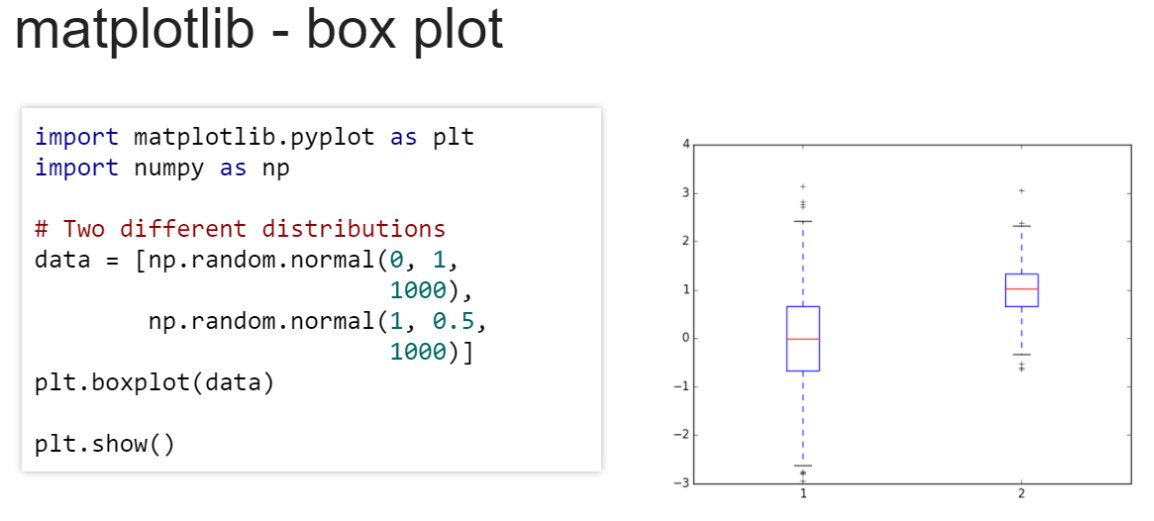 matplotlib - box plot
import matplotlib.pyplot as plt
import numpy as np
# Two different distributions
data = [np.random.normal(0, 1,
1000),
np.random.normal(1, 0.5,
1000)]
plt.boxplot(data)
plt.show()
4
3
2
1
0
−1
−2
−3
1 2